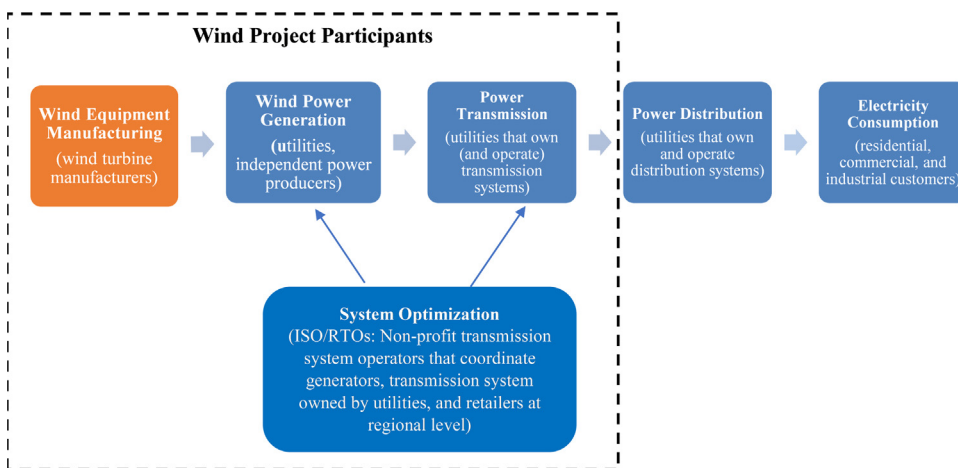 Wind Project Participants
Wind Equipment
Manufacturing
(wind turbine
manufacturers)
Wind Power
Generation
(utilities,
independent power
producers)
Power
Transmission
(utilities that own
(and operate)
transmission
systems)
Power Distribution
(utilities that own
and operate
distribution systems)
Electricity
Consumption
(residential,
commercial, and
industrial customers)
System Optimization
(ISO/RTOs: Non-profit transmission
system operators that coordinate
generators, transmission system
owned by utilities, and retailers at
regional level)